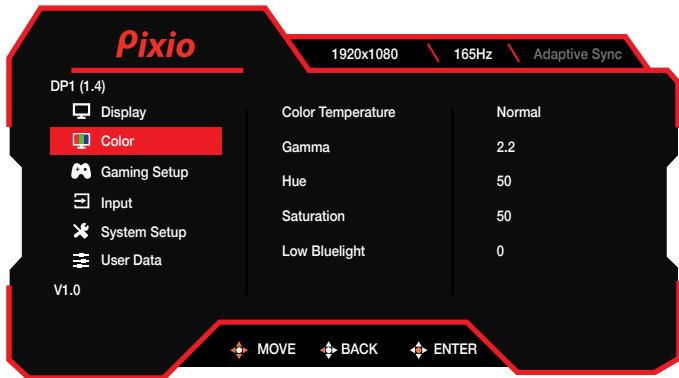 Pixio
1920x1080 \ 165Hz \ Adaptive Sync
DP1 (1.4)
Display
Color
Gaming Setup
Input
System Setup
User Data
V1.0
Color Temperature Normal
Gamma 2.2
Hue 50
Saturation 50
Low Bluelight 0
MOVE BACK ENTER